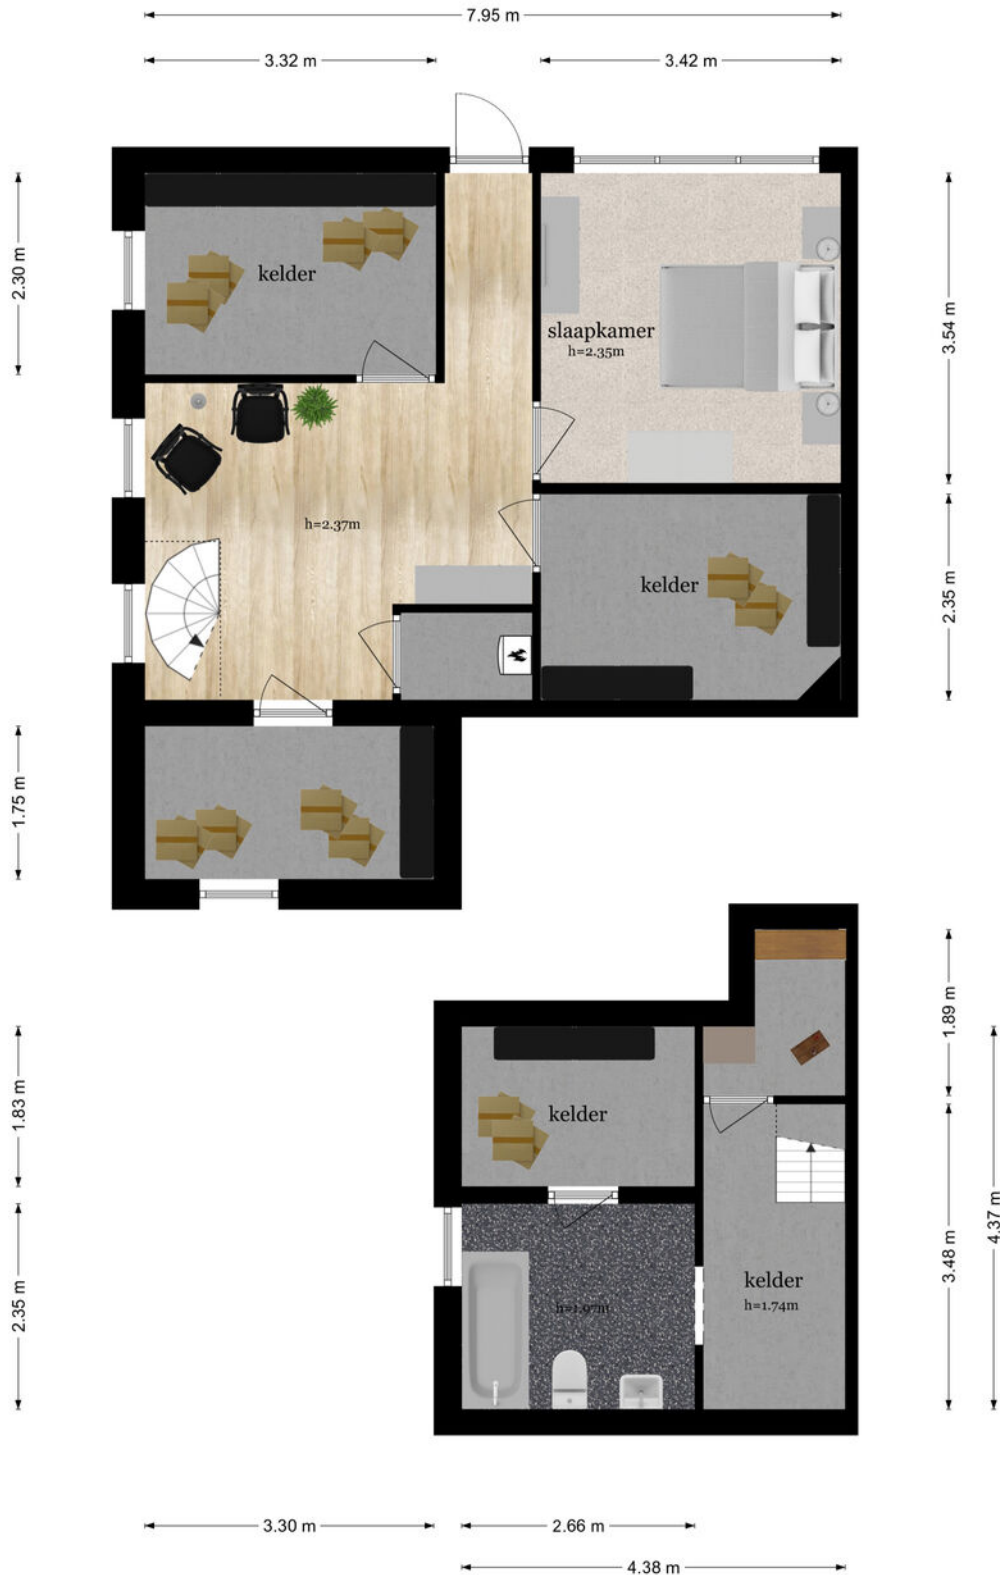 7.95 m
3.32 m
3.42 m
2.30 m
kelder
3.54 m
slaapkamer
h=2.35m
h=2.37m
kelder
2.35 m
1.75 m
1.89 m
1.83 m
kelder
4.37 m
3.48 m
kelder
h=1.74m
2.35 m
h=1.97m
3.30 m
2.66 m
4.38 m